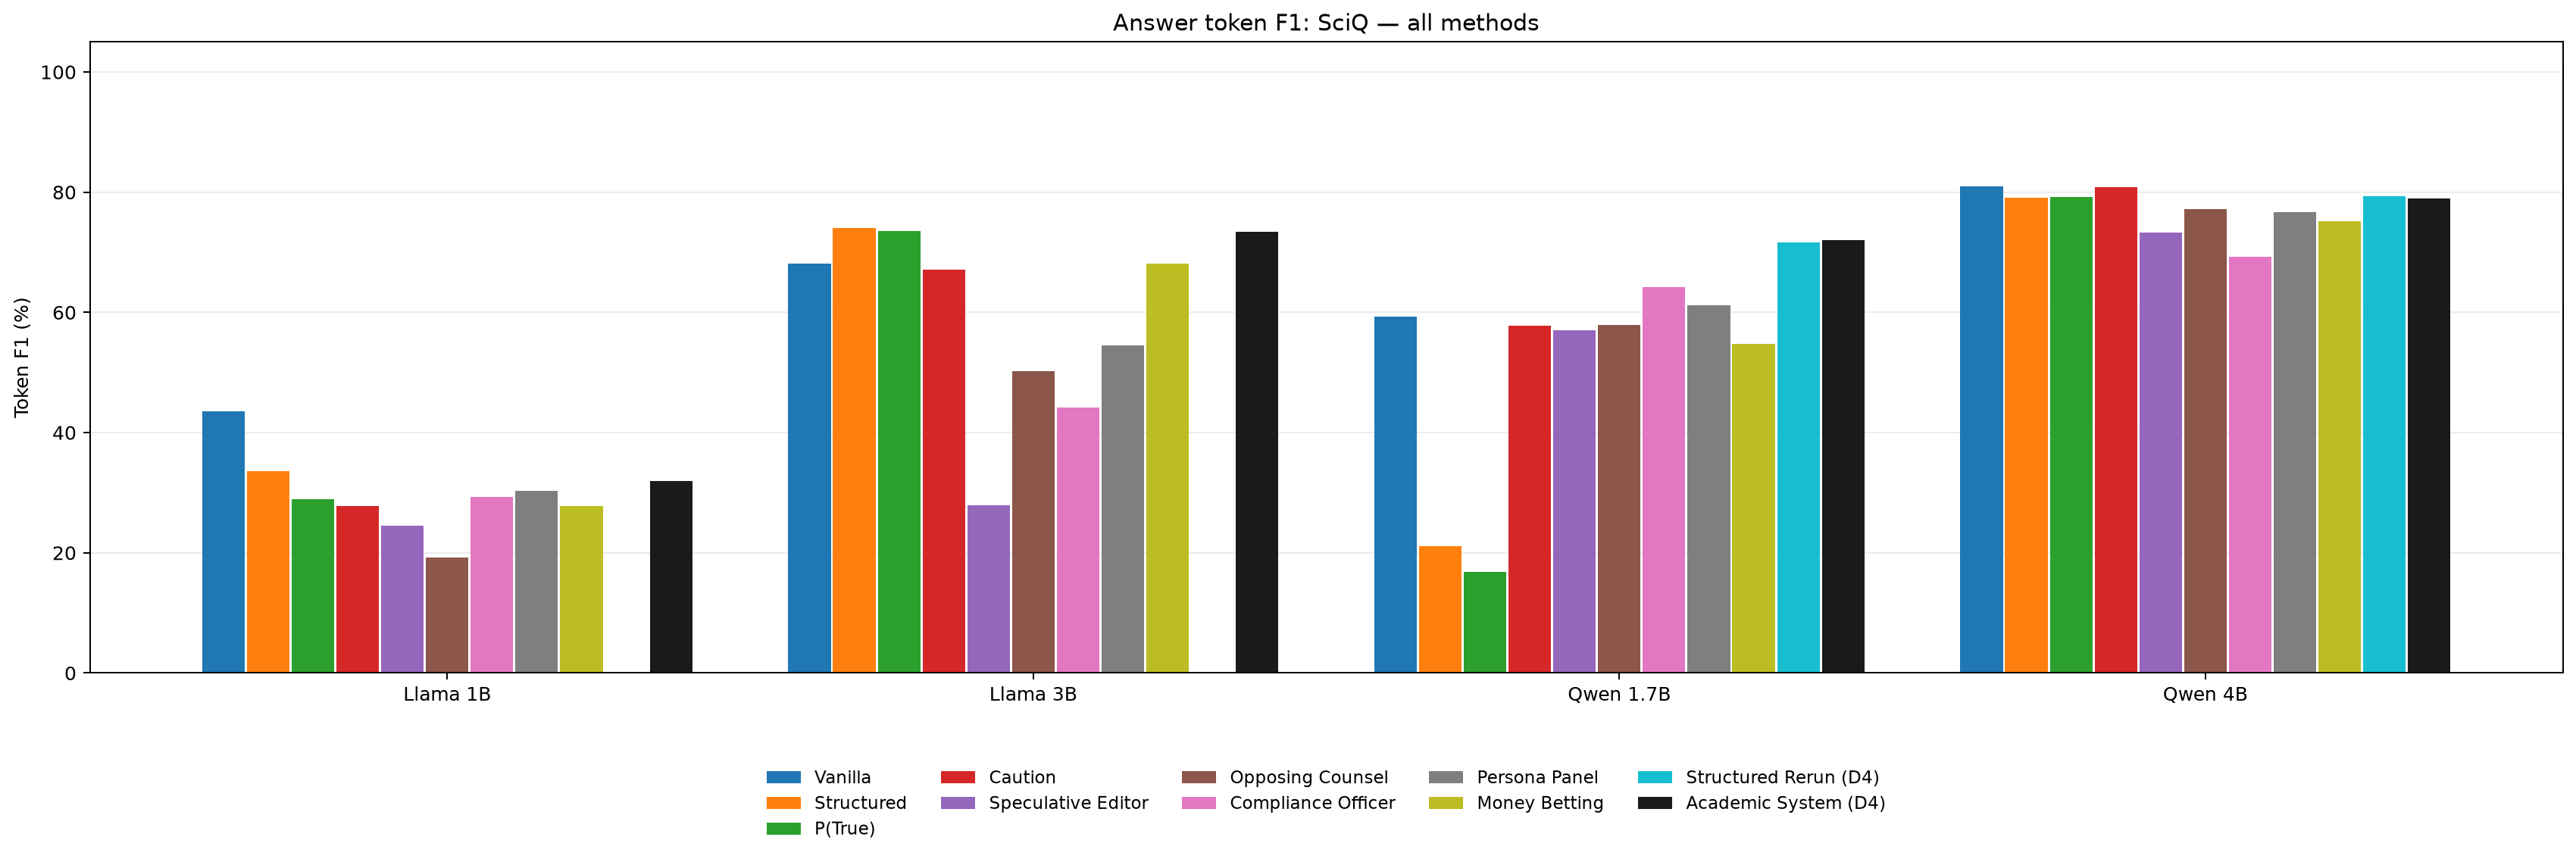 Answer token F1: SciQ — all methods
Token F1 (%)
100
80
60
40
20
0
Llama 1B
Llama 3B
Qwen 1.7B
Qwen 4B
Vanilla
Structured
P(True)
Caution
Speculative Editor
Opposing Counsel
Compliance Officer
Persona Panel
Money Betting
Structured Rerun (D4)
Academic System (D4)